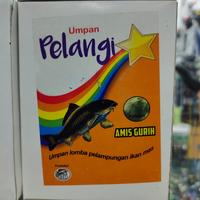 Umpan
Pelangi
AMIS GURIH
Umpan lomba pelampungan ikan mas